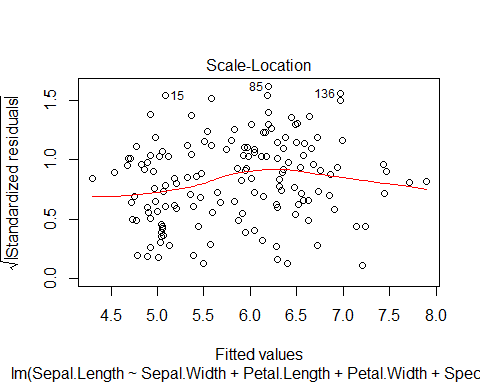 Scale-Location
√|Standardized residuals|
1.5
1.0
0.5
0.0
15
85
136
4.5 5.0 5.5 6.0 6.5 7.0 7.5 8.0
Fitted values
lm(Sepal.Length ~ Sepal.Width + Petal.Length + Petal.Width + Spec